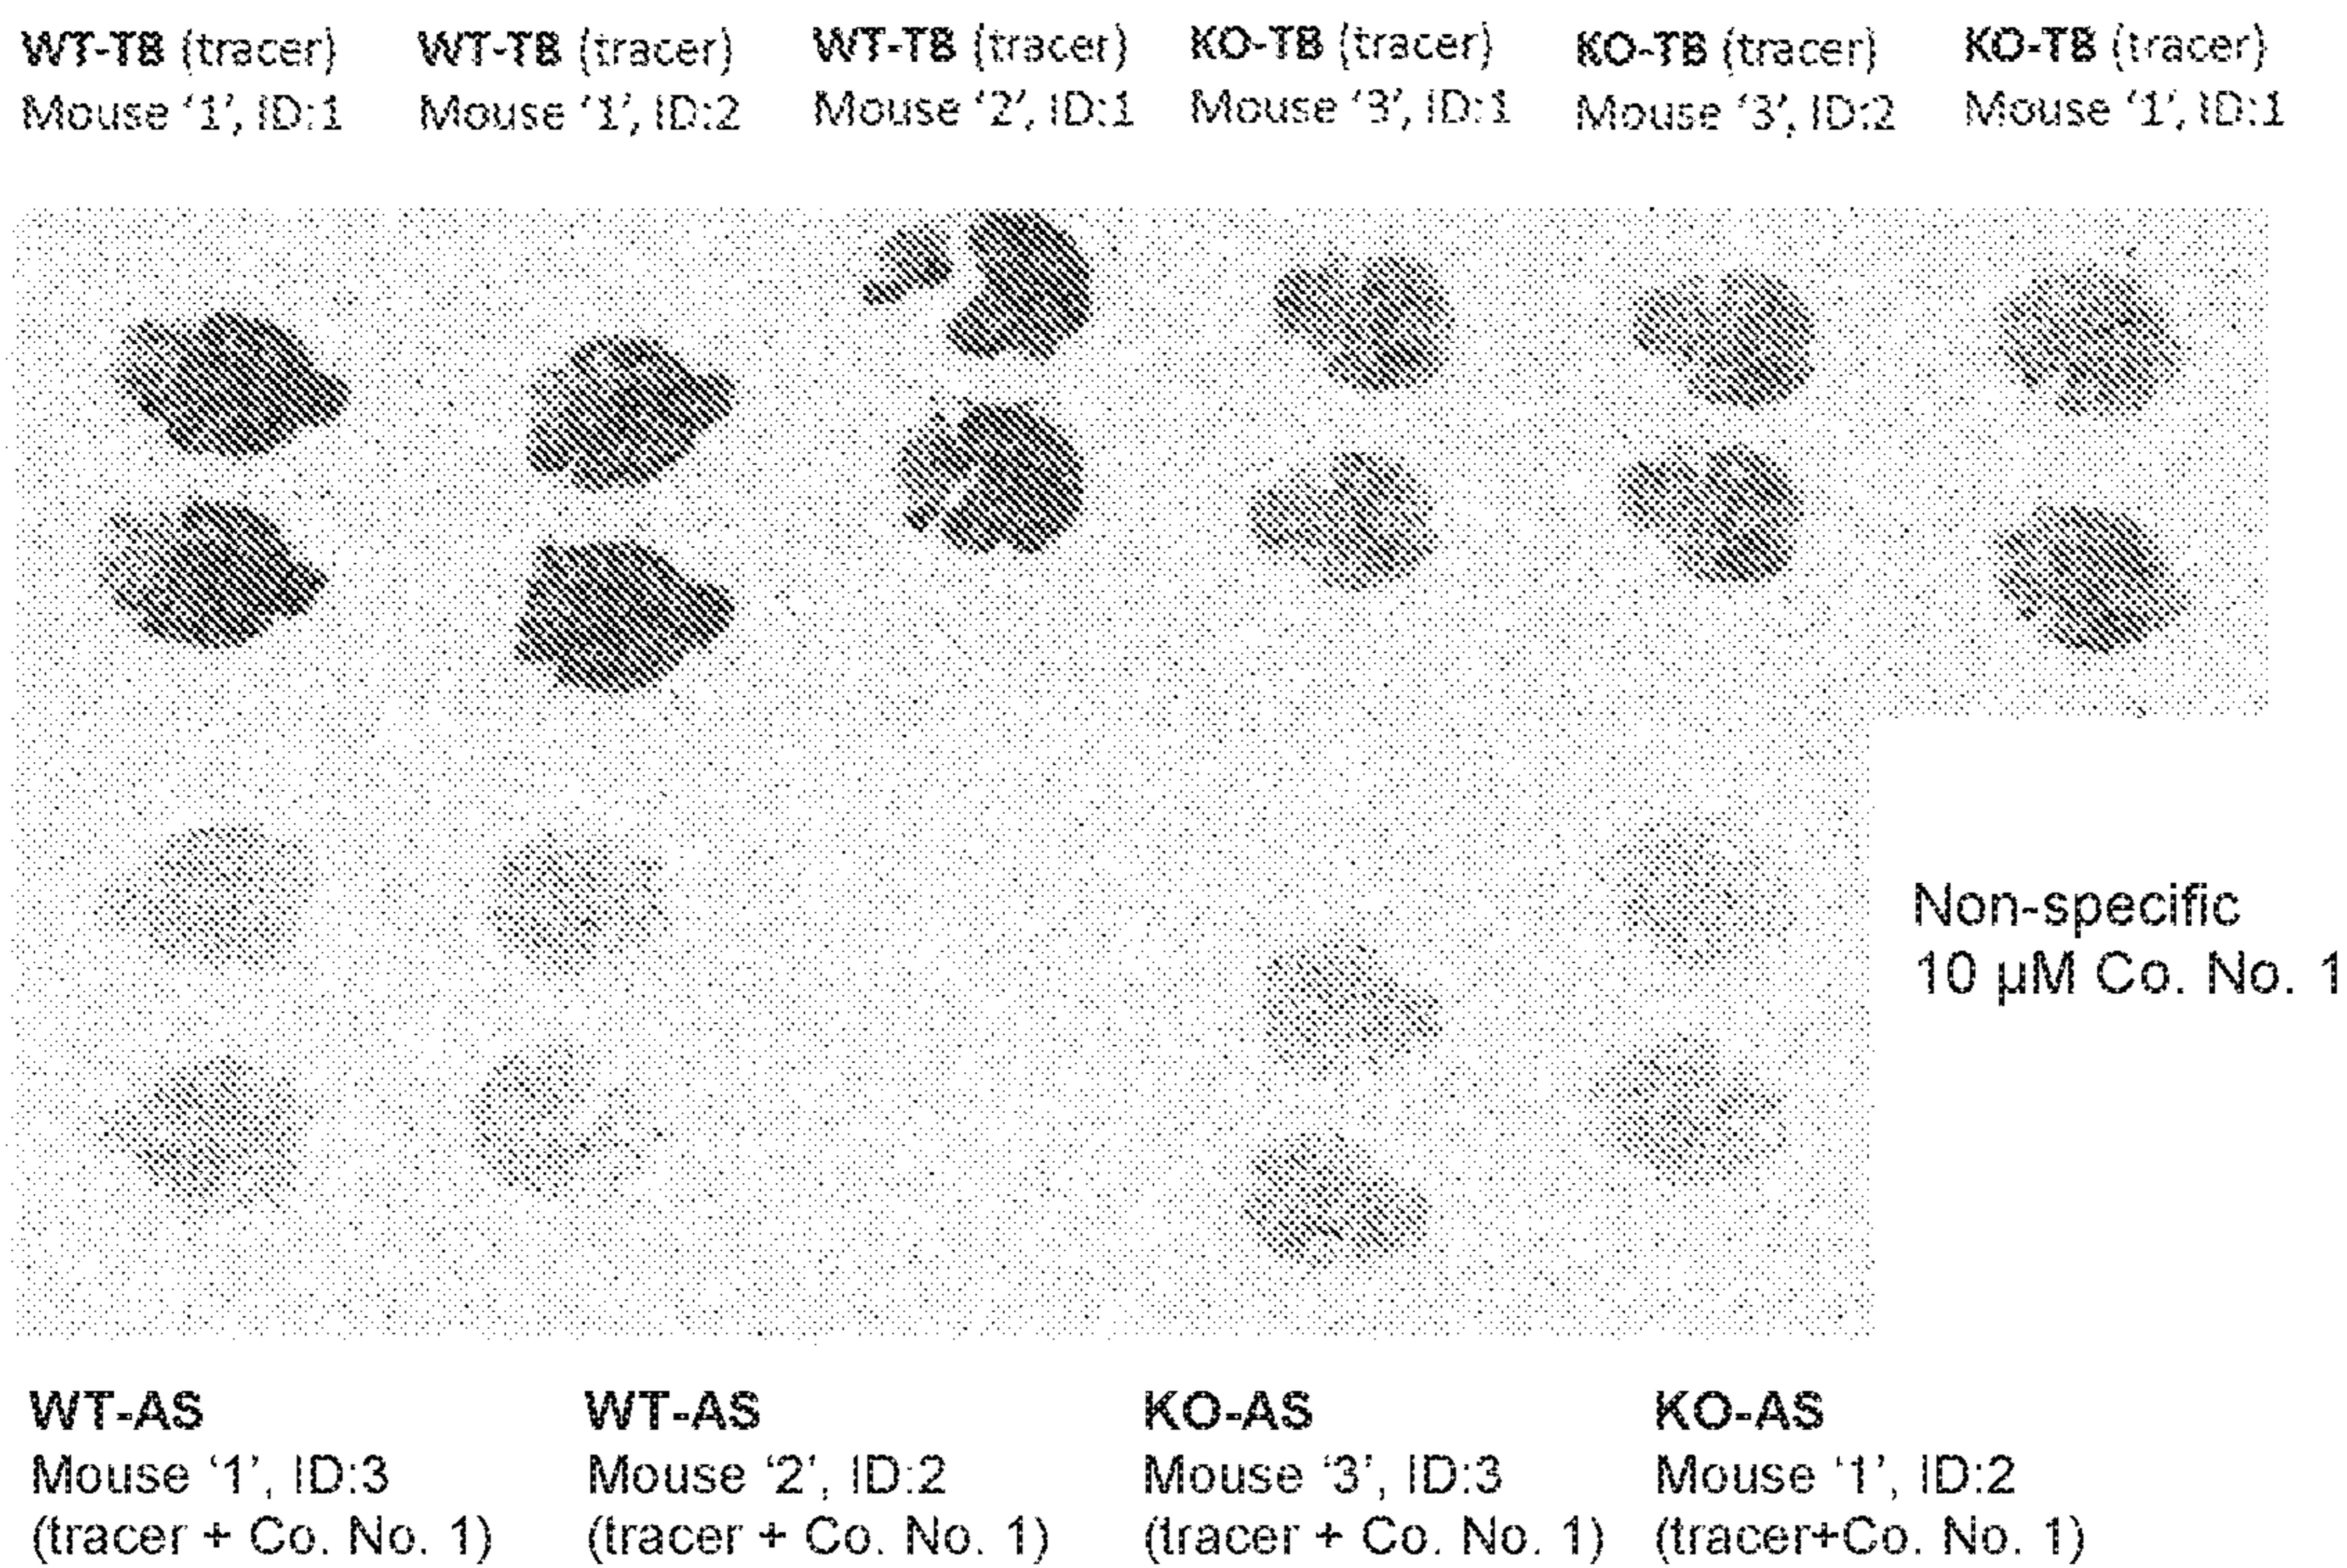 WT-TB (tracer)
Mouse ‘1’, ID:1
WT-TB (tracer)
Mouse ‘1’, ID:2
WT-TB (tracer)
Mouse ‘2’, ID:1
KO-TB (tracer)
Mouse ‘3’, ID:1
KO-TB (tracer)
Mouse ‘3’, ID:2
KO-TB (tracer)
Mouse ‘1’, ID:1
Non-specific
10 µM Co. No. 1
WT-AS
Mouse ‘1’, ID:3
(tracer + Co. No. 1)
WT-AS
Mouse ‘2’, ID:2
(tracer + Co. No. 1)
KO-AS
Mouse ‘3’, ID:3
(tracer + Co. No. 1)
KO-AS
Mouse ‘1’, ID:2
(tracer+Co. No. 1)